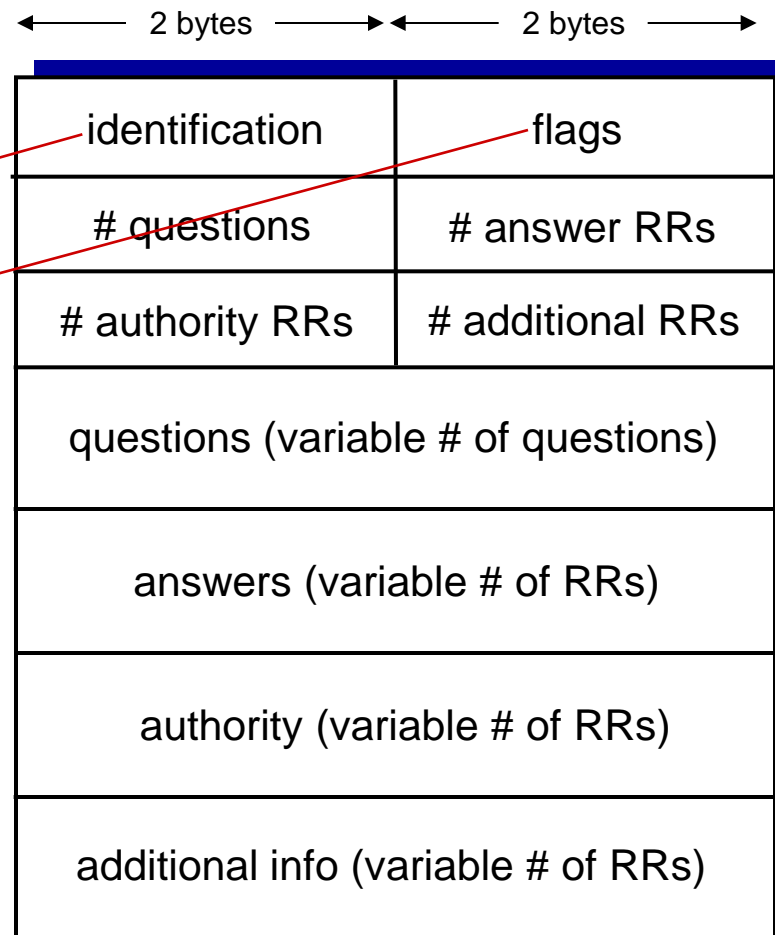 2 bytes 2 bytes
identification flags
# questions # answer RRs
# authority RRs # additional RRs
questions (variable # of questions)
answers (variable # of RRs)
authority (variable # of RRs)
additional info (variable # of RRs)